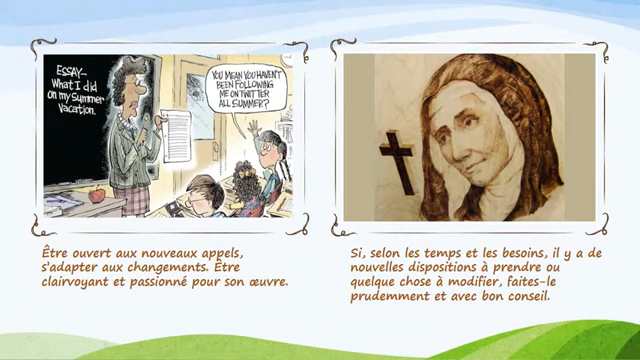 ESSAY—
What I did
on my Summer
Vacation.
YOU MEAN YOU HAVEN'T
BEEN FOLLOWING
ME ON TWITTER
ALL SUMMER?
Être ouvert aux nouveaux appels,
s'adapter aux changements. Être
clairvoyant et passionné pour son œuvre.
Si, selon les temps et les besoins, il y a de
nouvelles dispositions à prendre ou
quelque chose à modifier, faites-le
prudemment et avec bon conseil.